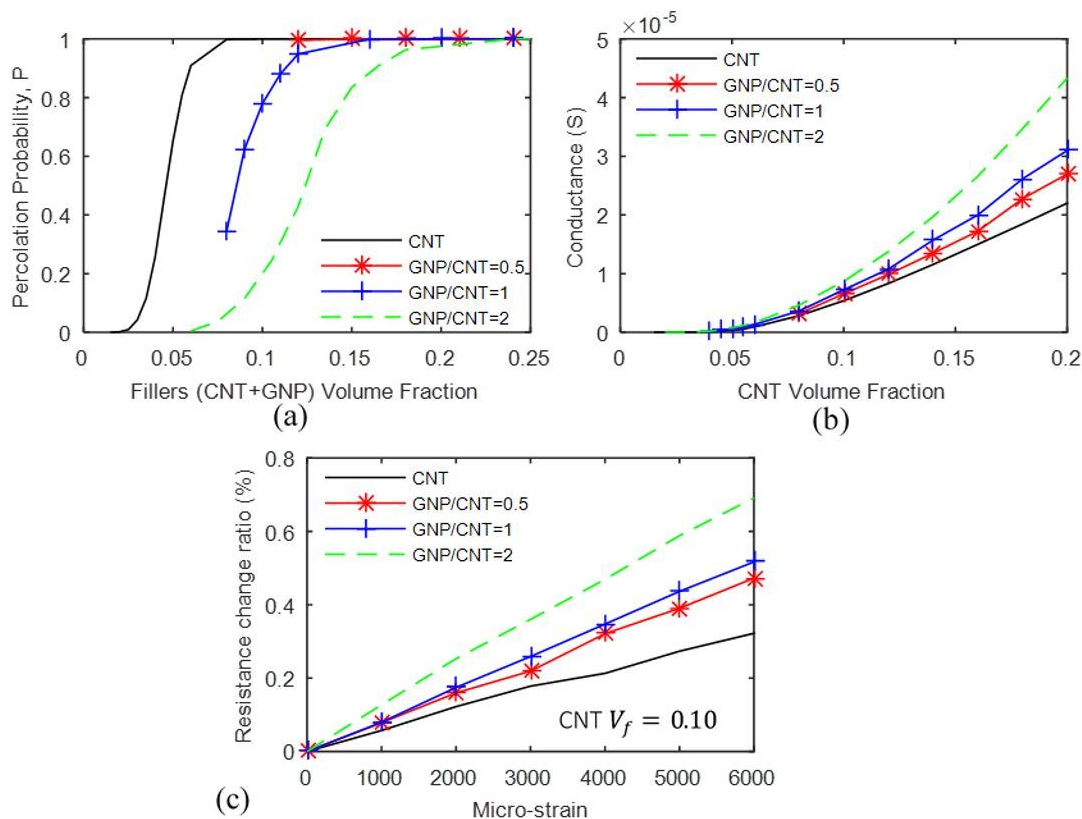 1
0.8
0.6
0.4
0.2
0
Percolation Probability, P
CNT
GNP/CNT=0.5
GNP/CNT=1
GNP/CNT=2
0 0.05 0.1 0.15 0.2 0.25
Fillers (CNT+GNP) Volume Fraction
(a)
×10⁻⁵
5
4
3
2
1
0
Conductance (S)
CNT
GNP/CNT=0.5
GNP/CNT=1
GNP/CNT=2
0 0.05 0.1 0.15 0.2
CNT Volume Fraction
(b)
0.8
0.6
0.4
0.2
0
Resistance change ratio (%)
CNT
GNP/CNT=0.5
GNP/CNT=1
GNP/CNT=2
CNT V_f = 0.10
0 1000 2000 3000 4000 5000 6000
Micro-strain
(c)